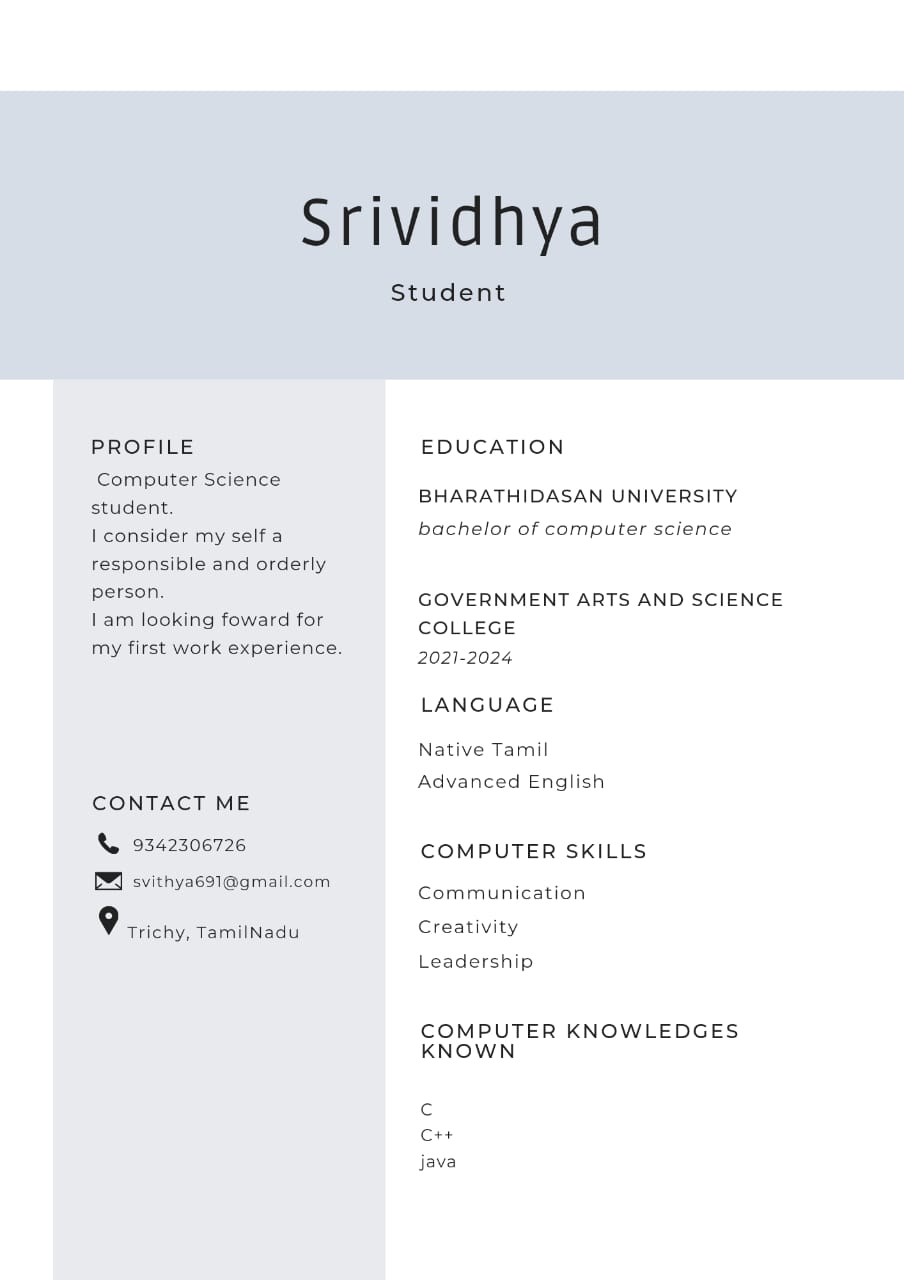 Srividhya
Student
PROFILE
Computer Science
student.
I consider my self a
responsible and orderly
person.
I am looking foward for
my first work experience.
CONTACT ME
9342306726
svithya691@gmail.com
Trichy, TamilNadu
EDUCATION
BHARATHIDASAN UNIVERSITY
bachelor of computer science
GOVERNMENT ARTS AND SCIENCE
COLLEGE
2021-2024
LANGUAGE
Native Tamil
Advanced English
COMPUTER SKILLS
Communication
Creativity
Leadership
COMPUTER KNOWLEDGES
KNOWN
C
C++
java